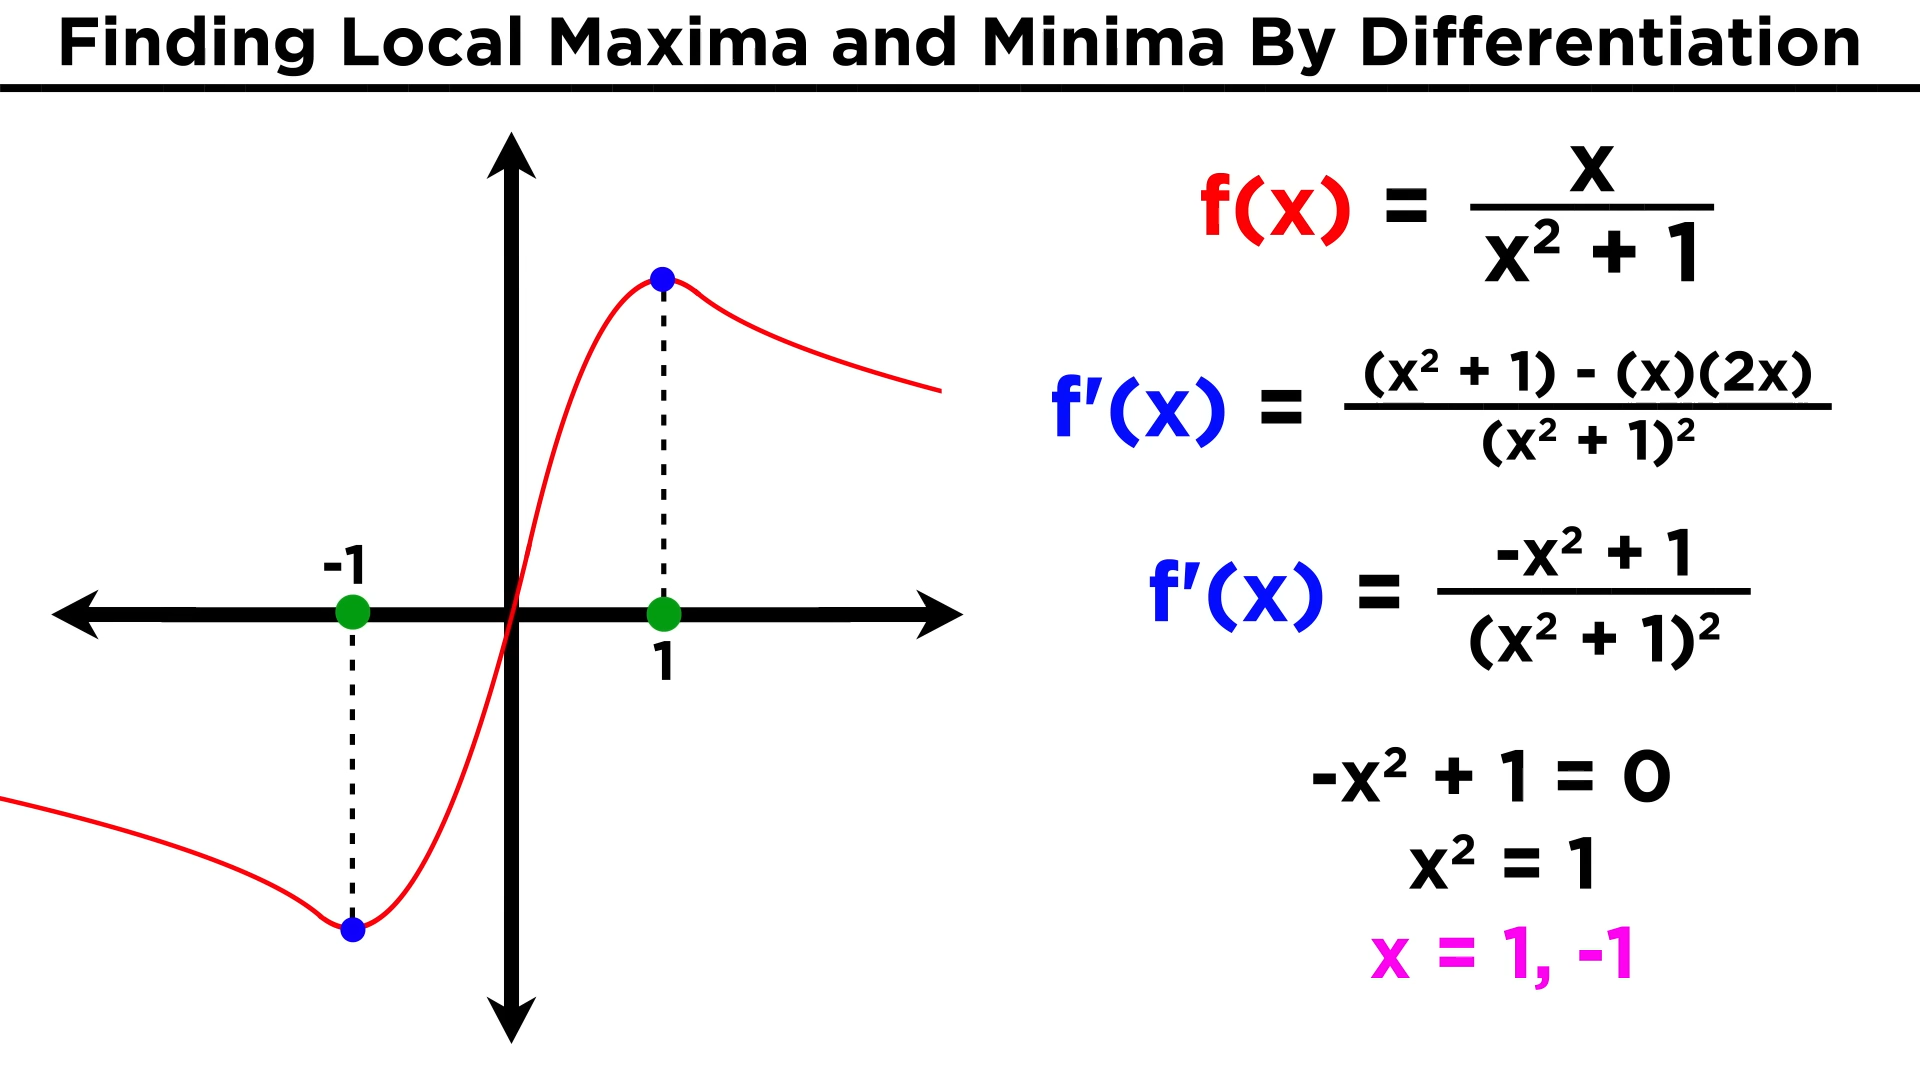 Finding Local Maxima and Minima By Differentiation
-1
1
f(x) = x / x² + 1
f'(x) = (x² + 1) - (x)(2x) / (x² + 1)²
f'(x) = -x² + 1 / (x² + 1)²
-x² + 1 = 0
x² = 1
x = 1, -1